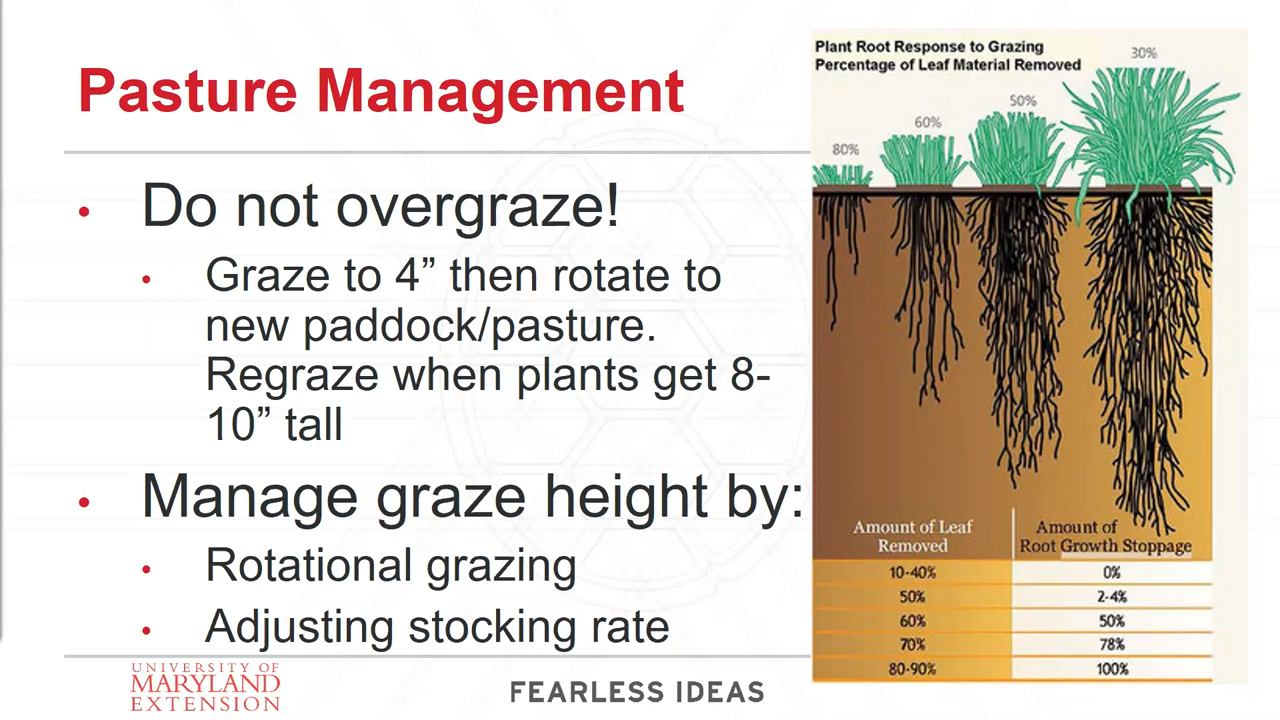 Pasture Management
• Do not overgraze!
• Graze to 4” then rotate to
new paddock/pasture.
Regraze when plants get 8-
10” tall
• Manage graze height by:
• Rotational grazing
• Adjusting stocking rate
UNIVERSITY OF
MARYLAND
EXTENSION
FEARLESS IDEAS
Plant Root Response to Grazing
Percentage of Leaf Material Removed
80%
60%
50%
30%
Amount of Leaf
Removed
Amount of
Root Growth Stoppage
10-40% 0%
50% 2-4%
60% 50%
70% 78%
80-90% 100%